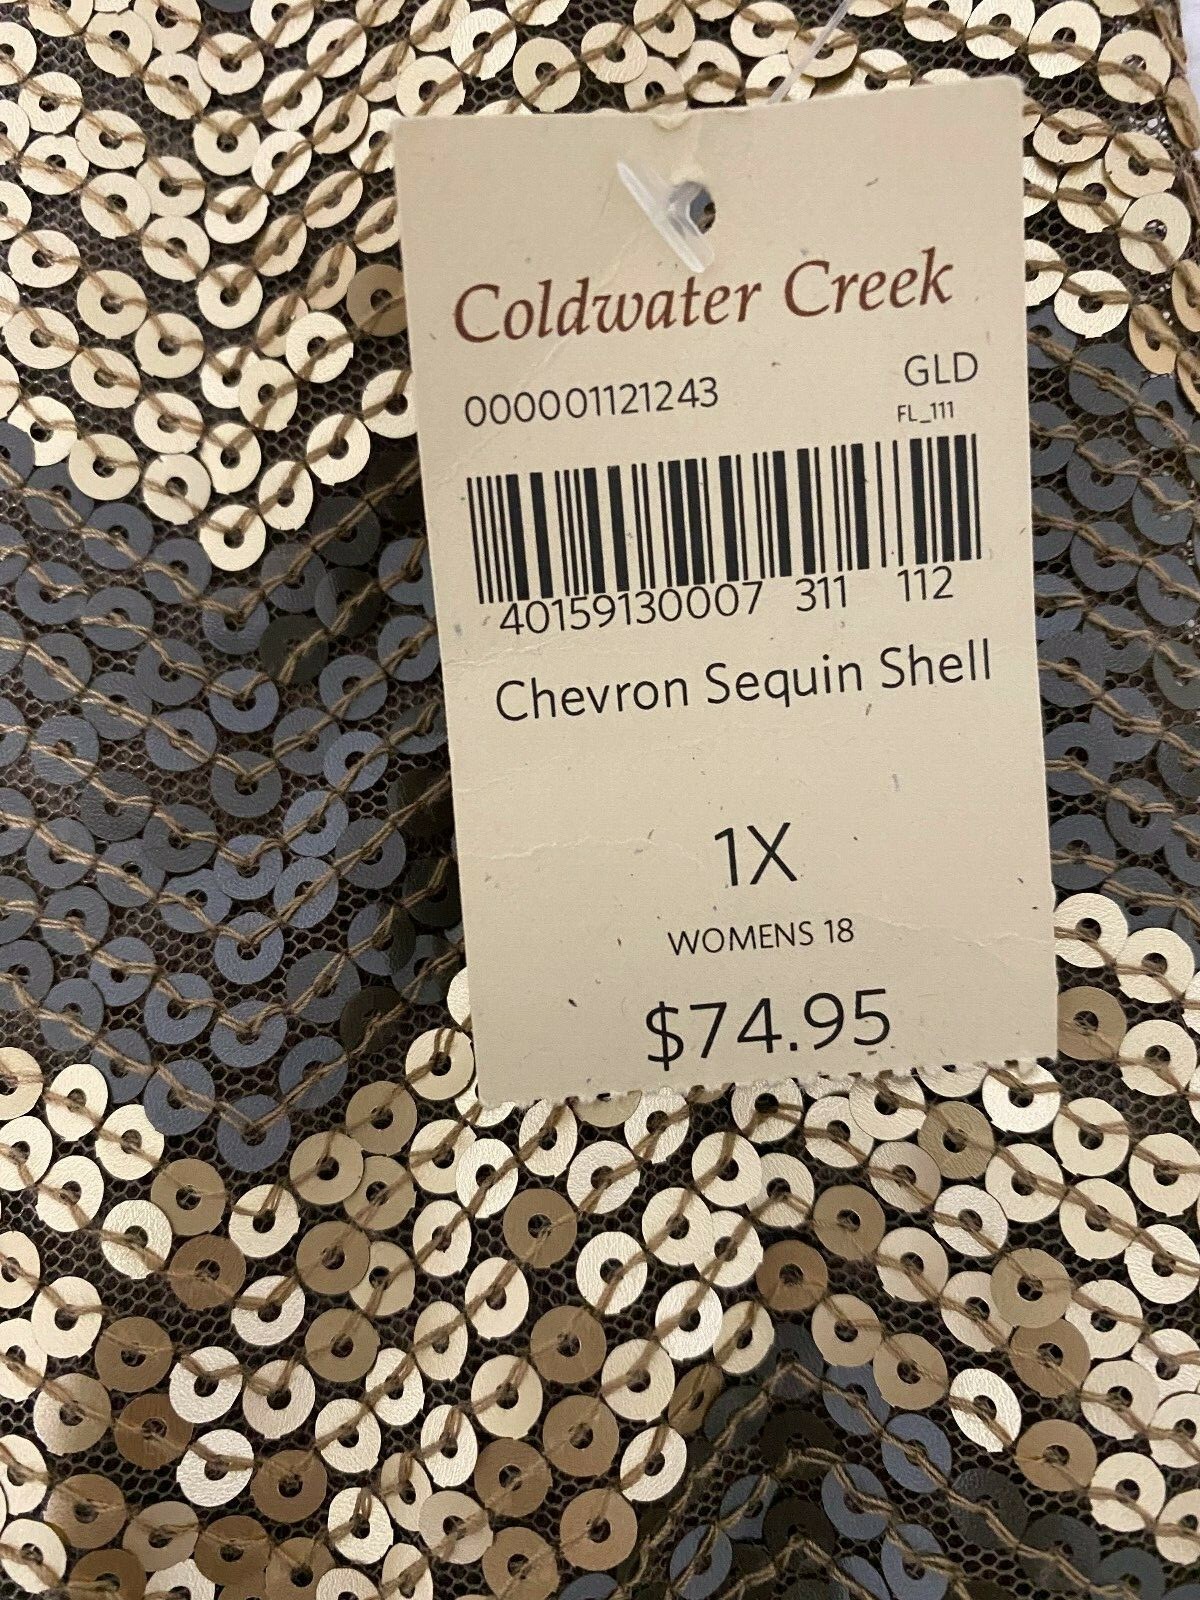 Coldwater Creek
000001121243 GLD
FL_111
40159130007 311 112
Chevron Sequin Shell
1X
WOMENS 18
$74.95